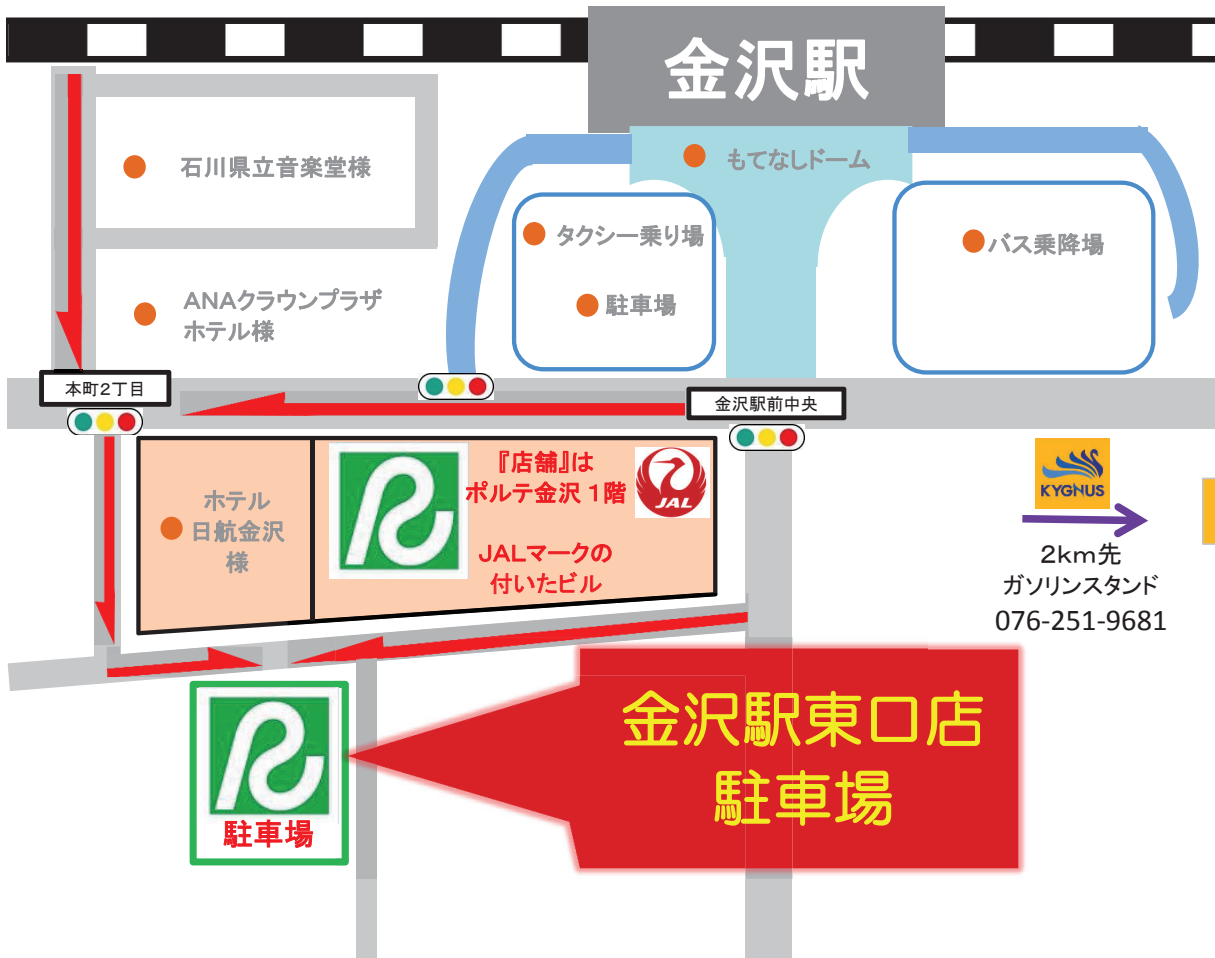 金沢駅
もてなしドーム
石川県立音楽堂様
タクシー乗り場
バス乗降場
ANAクラウンプラザ
ホテル様
駐車場
本町2丁目
金沢駅前中央
『店舗』は
ポルテ金沢 1階
JAL
JALマークの
付いたビル
ホテル
日航金沢
様
KYGNUS
2km先
ガソリンスタンド
076-251-9681
R
R
駐車場
金沢駅東口店
駐車場